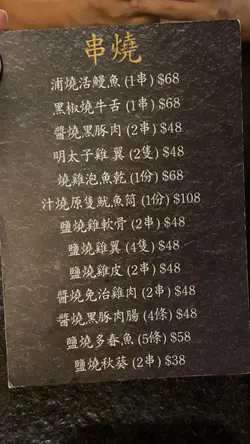 串燒
浦燒活鰻魚 (1串) $68
黑椒燒牛舌 (1串) $68
醬燒黑豚肉 (2串) $48
明太子雞翼 (2隻) $48
燒雞泡魚乾 (1份) $68
汁燒原隻魷魚筒 (1份) $108
鹽燒雞軟骨 (2串) $48
鹽燒雞翼 (4隻) $48
鹽燒雞皮 (2串) $48
醬燒免治雞肉 (2串) $48
醬燒黑豚肉腸 (4條) $48
鹽燒多春魚 (5條) $58
鹽燒秋葵 (2串) $38